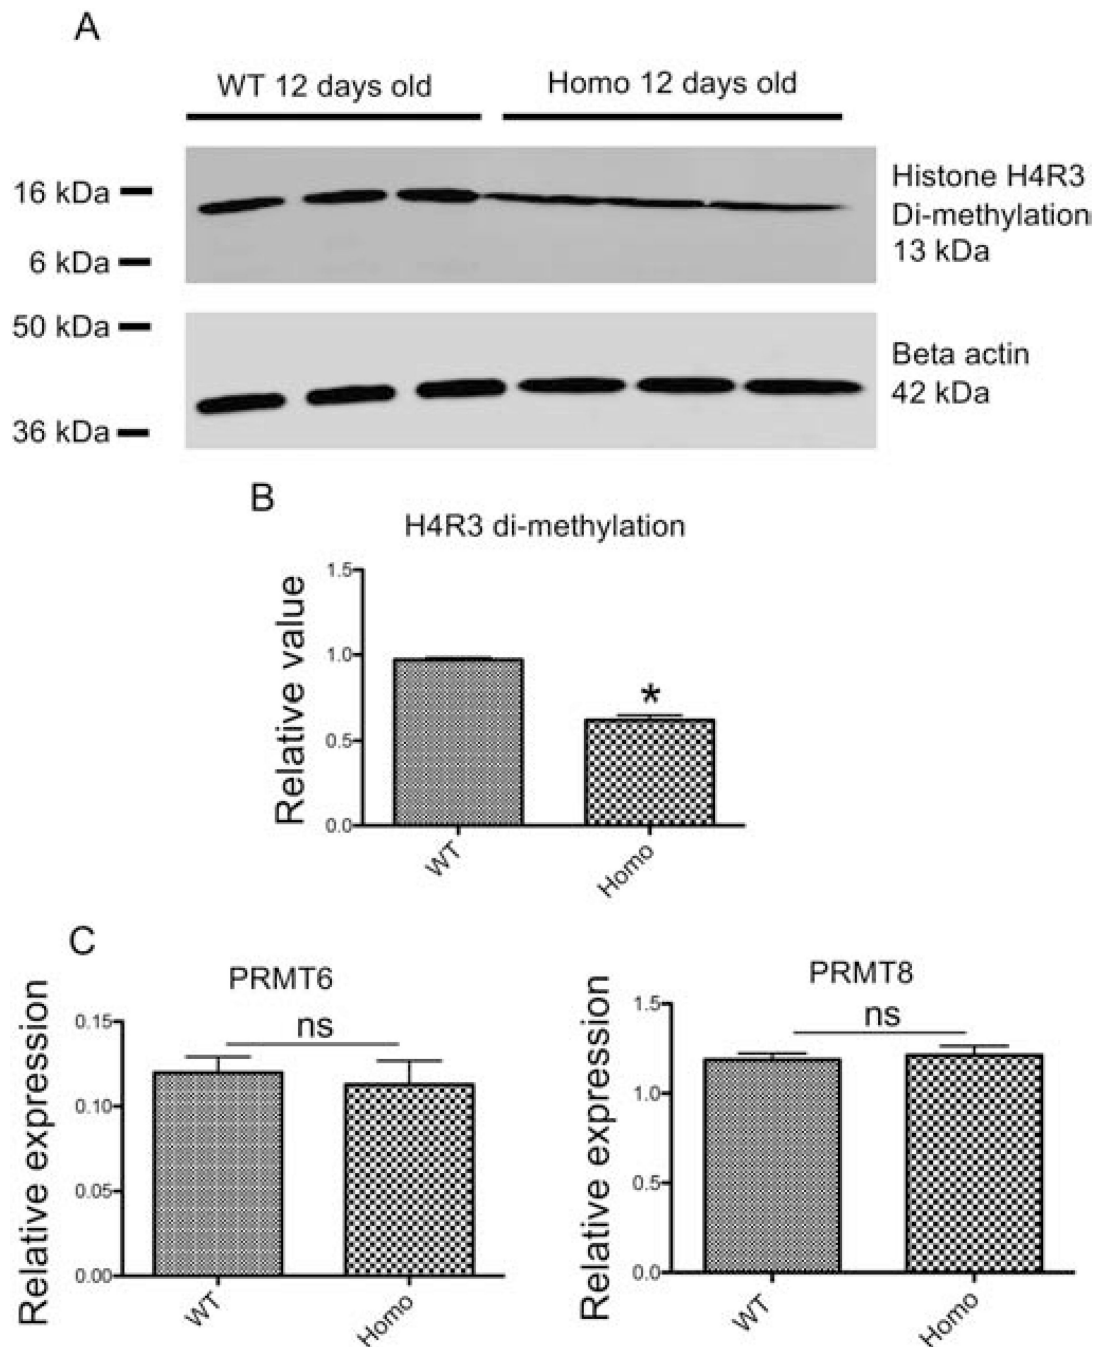 A
WT 12 days old
Homo 12 days old
16 kDa
6 kDa
Histone H4R3
Di-methylation
13 kDa
50 kDa
36 kDa
Beta actin
42 kDa
B
H4R3 di-methylation
Relative value
1.5
1.0
0.5
0.0
*
WT
Homo
C
PRMT6
Relative expression
0.15
0.10
0.05
0.00
ns
WT
Homo
PRMT8
Relative expression
1.5
1.0
0.5
0.0
ns
WT
Homo